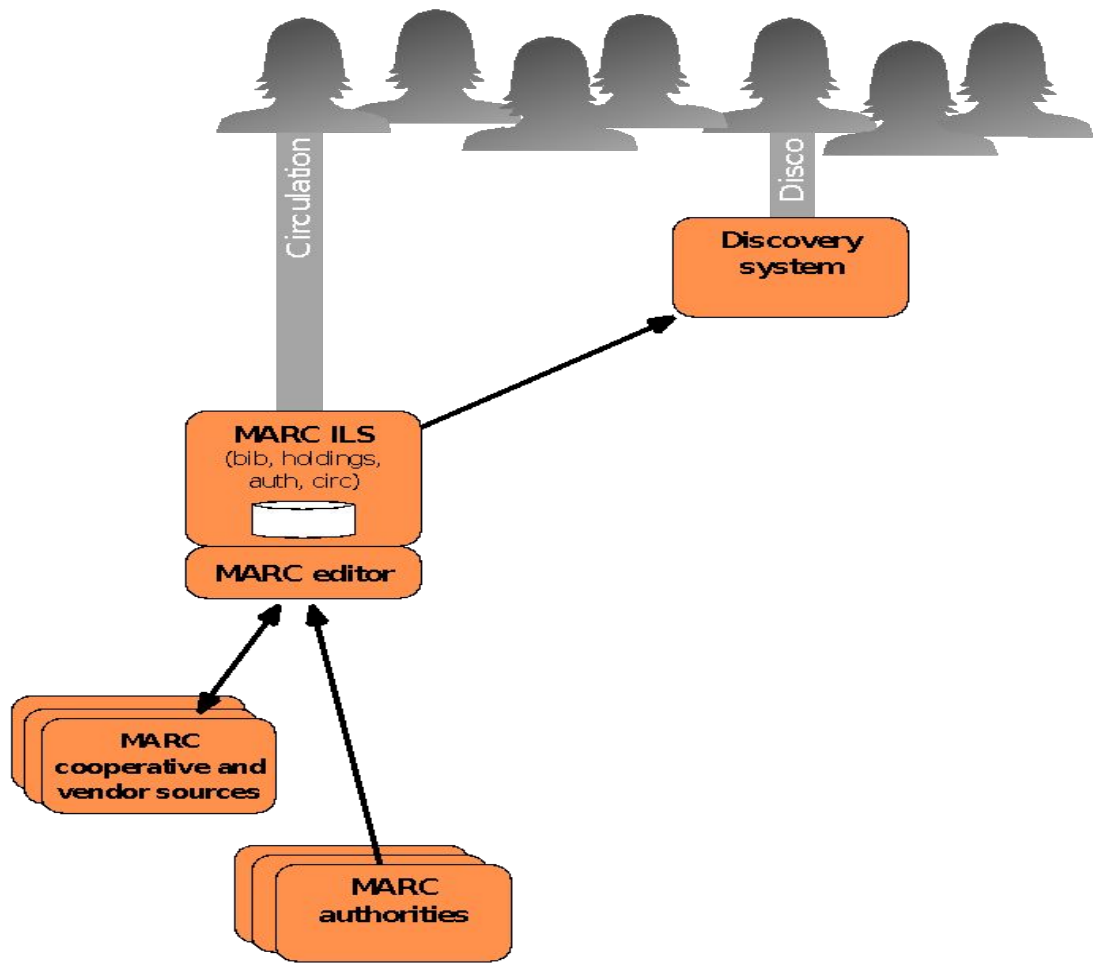 Circulation
Disco
Discovery
system
MARC ILS
(bib, holdings,
auth, circ)
MARC editor
MARC
cooperative and
vendor sources
MARC
authorities